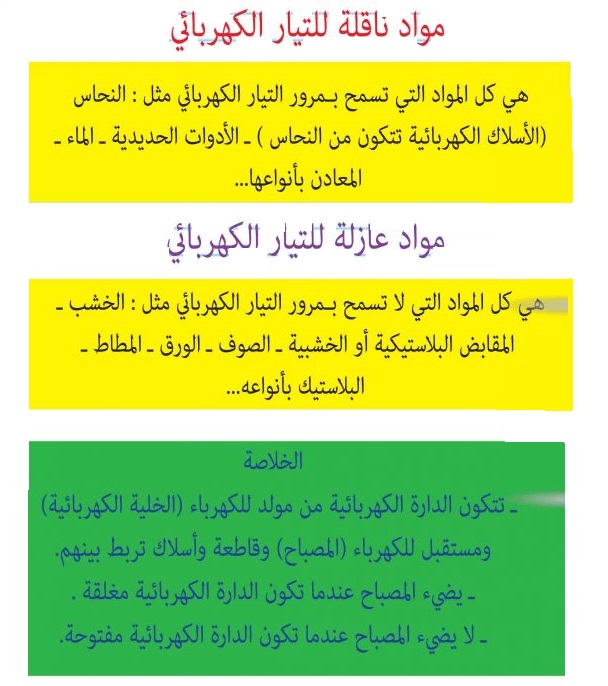 مواد ناقلة للتيار الكهربائي
هي كل المواد التي تسمح بـمرور التيار الكهربائي مثل : النحاس
(الأسلاك الكهربائية تتكون من النحاس ) ـ الأدوات الحديدية ـ الماء ـ
المعادن بأنواعها...
مواد عازلة للتيار الكهربائي
هي كل المواد التي لا تسمح بـمرور التيار الكهربائي مثل : الخشب ـ
المقابض البلاستيكية أو الخشبية ـ الصوف ـ الورق ـ المطاط ـ
البلاستيك بأنواعه...
الخلاصة
ـ تتكون الدارة الكهربائية من مولد للكهرباء (الخلية الكهربائية)
ومستقبل للكهرباء (المصباح) وقاطعة وأسلاك تربط بينهم.
ـ يضيء المصباح عندما تكون الدارة الكهربائية مغلقة .
ـ لا يضيء المصباح عندما تكون الدارة الكهربائية مفتوحة.